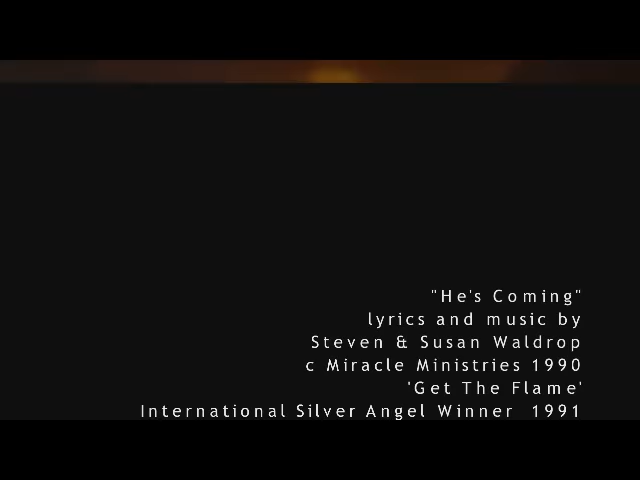 "He's Coming"
lyrics and music by
Steven & Susan Waldrop
c Miracle Ministries 1990
'Get The Flame'
International Silver Angel Winner 1991